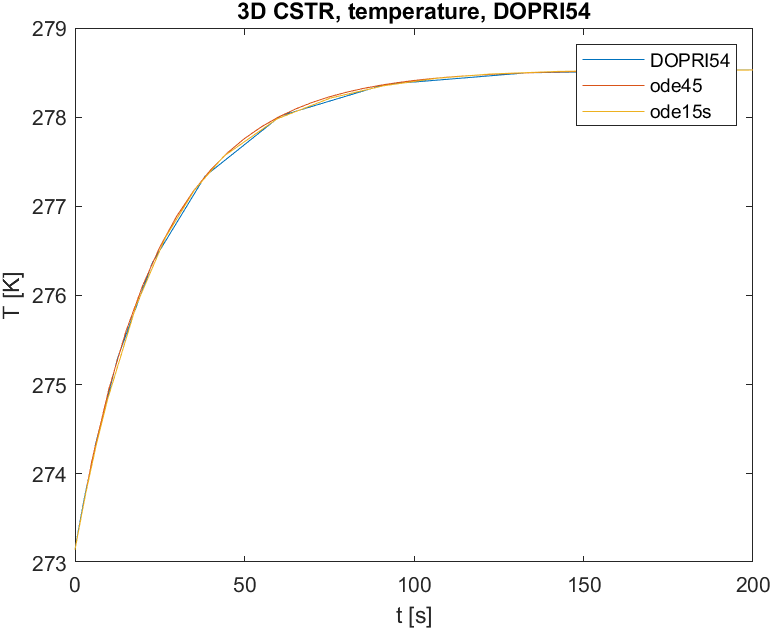 3D CSTR, temperature, DOPRI54
279
278
277
276
275
274
273
T [K]
DOPRI54
ode45
ode15s
0
50
100
150
200
t [s]